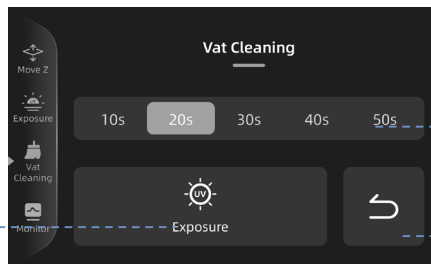 Vat Cleaning
Move Z
Exposure
Vat
Cleaning
Monitor
10s 20s 30s 40s 50s
UV
Exposure